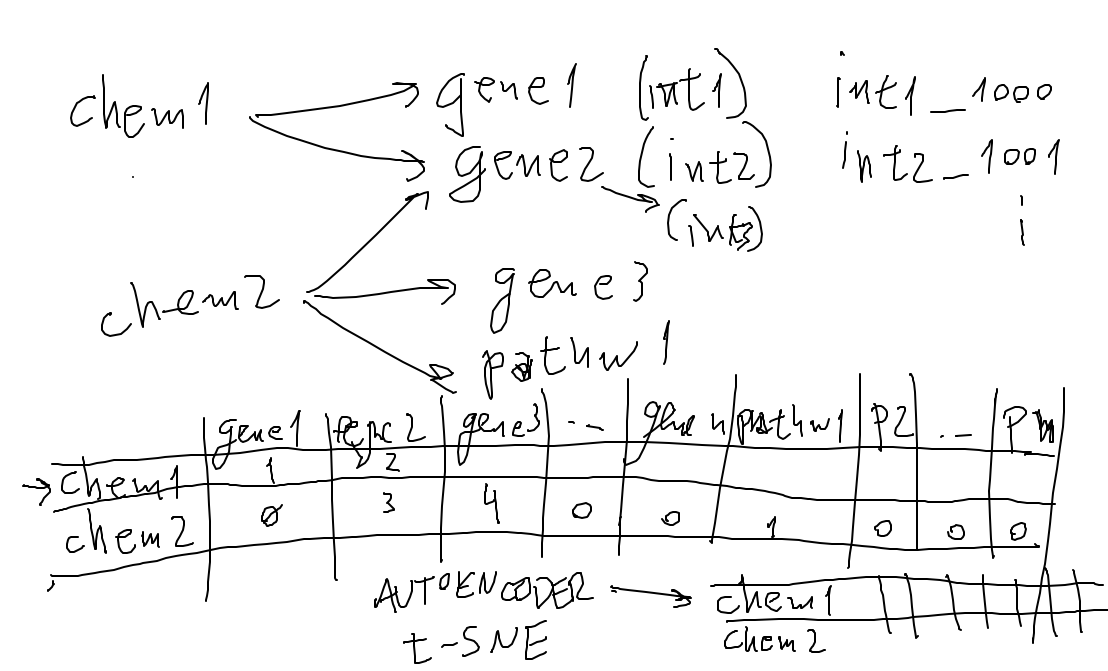 chem1 gene1 (int1) int1_1000
gene2 (int2) int2_1001
(int3)
chem2 gene3
pathw1
gene1 gene2 gene3 ... gene n pathw1 P2 ... Pm
chem1 1 2
chem2 0 3 4 0 0 1 0 0 0
AUTOENCODER chem1
t-SNE chem2